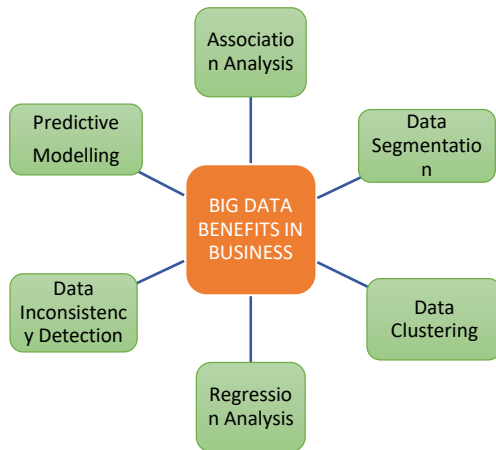 Associatio
n Analysis
Predictive
Modelling
Data
Segmentatio
n
BIG DATA
BENEFITS IN
BUSINESS
Data
Inconsistenc
y Detection
Data
Clustering
Regressio
n Analysis